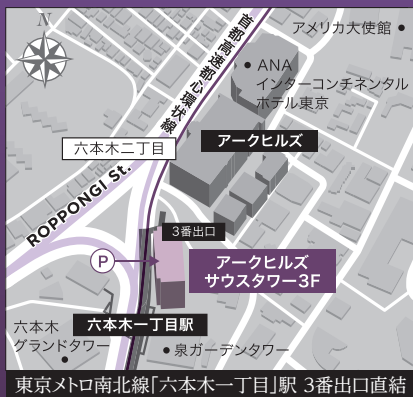 N
アメリカ大使館
首都高速都心環状線
ANA
インターコンチネンタル
ホテル東京
アークヒルズ
六本木二丁目
ROPPONGI St.
3番出口
P
アークヒルズ
サウスタワー3F
六本木一丁目駅
六本木
グランドタワー
泉ガーデンタワー
東京メトロ南北線「六本木一丁目」駅 3番出口直結